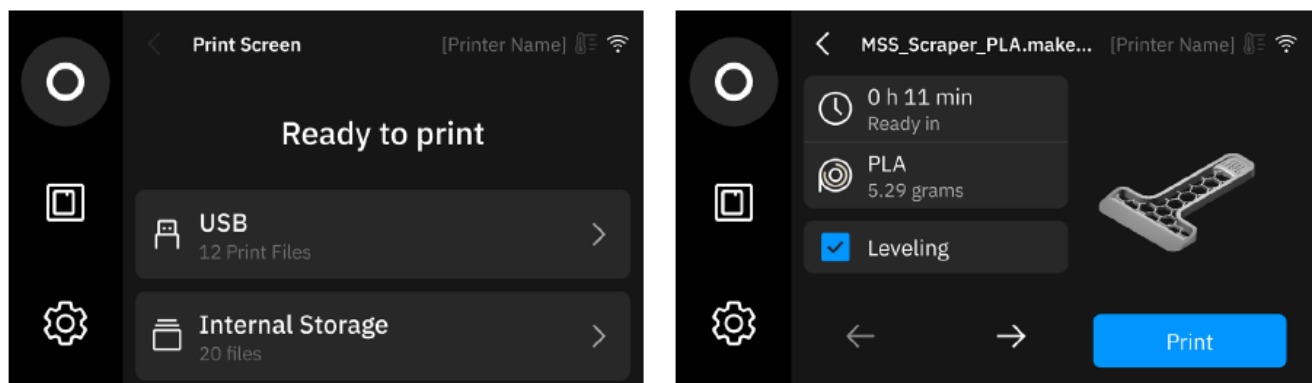 Print Screen
[Printer Name]
Ready to print
USB
12 Print Files
Internal Storage
20 files
MSS_Scraper_PLA.make...
[Printer Name]
0 h 11 min
Ready in
PLA
5.29 grams
Leveling
Print